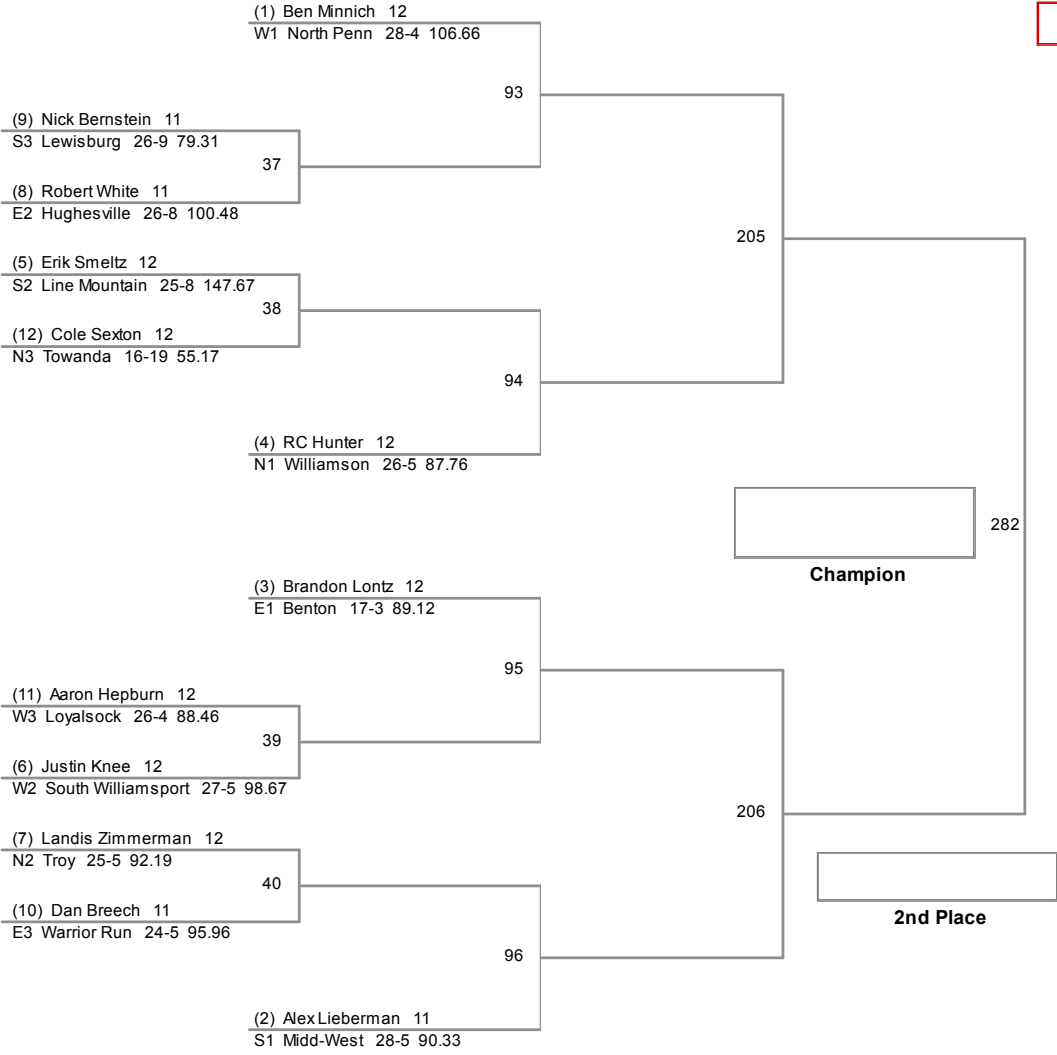 (1) Ben Minnich 12
W1 North Penn 28-4 106.66
93
(9) Nick Bernstein 11
S3 Lewisburg 26-9 79.31
37
(8) Robert White 11
E2 Hughesville 26-8 100.48
205
(5) Erik Smeltz 12
S2 Line Mountain 25-8 147.67
38
(12) Cole Sexton 12
N3 Towanda 16-19 55.17
94
(4) RC Hunter 12
N1 Williamson 26-5 87.76
282
Champion
(3) Brandon Lontz 12
E1 Benton 17-3 89.12
95
(11) Aaron Hepburn 12
W3 Loyalsock 26-4 88.46
39
(6) Justin Knee 12
W2 South Williamsport 27-5 98.67
206
(7) Landis Zimmerman 12
N2 Troy 25-5 92.19
40
(10) Dan Breech 11
E3 Warrior Run 24-5 95.96
2nd Place
96
(2) Alex Lieberman 11
S1 Midd-West 28-5 90.33